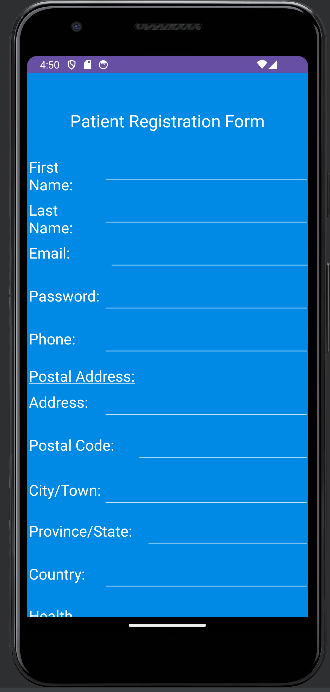 4:50
Patient Registration Form
First
Name:
Last
Name:
Email:
Password:
Phone:
Postal Address:
Address:
Postal Code:
City/Town:
Province/State:
Country:
Health